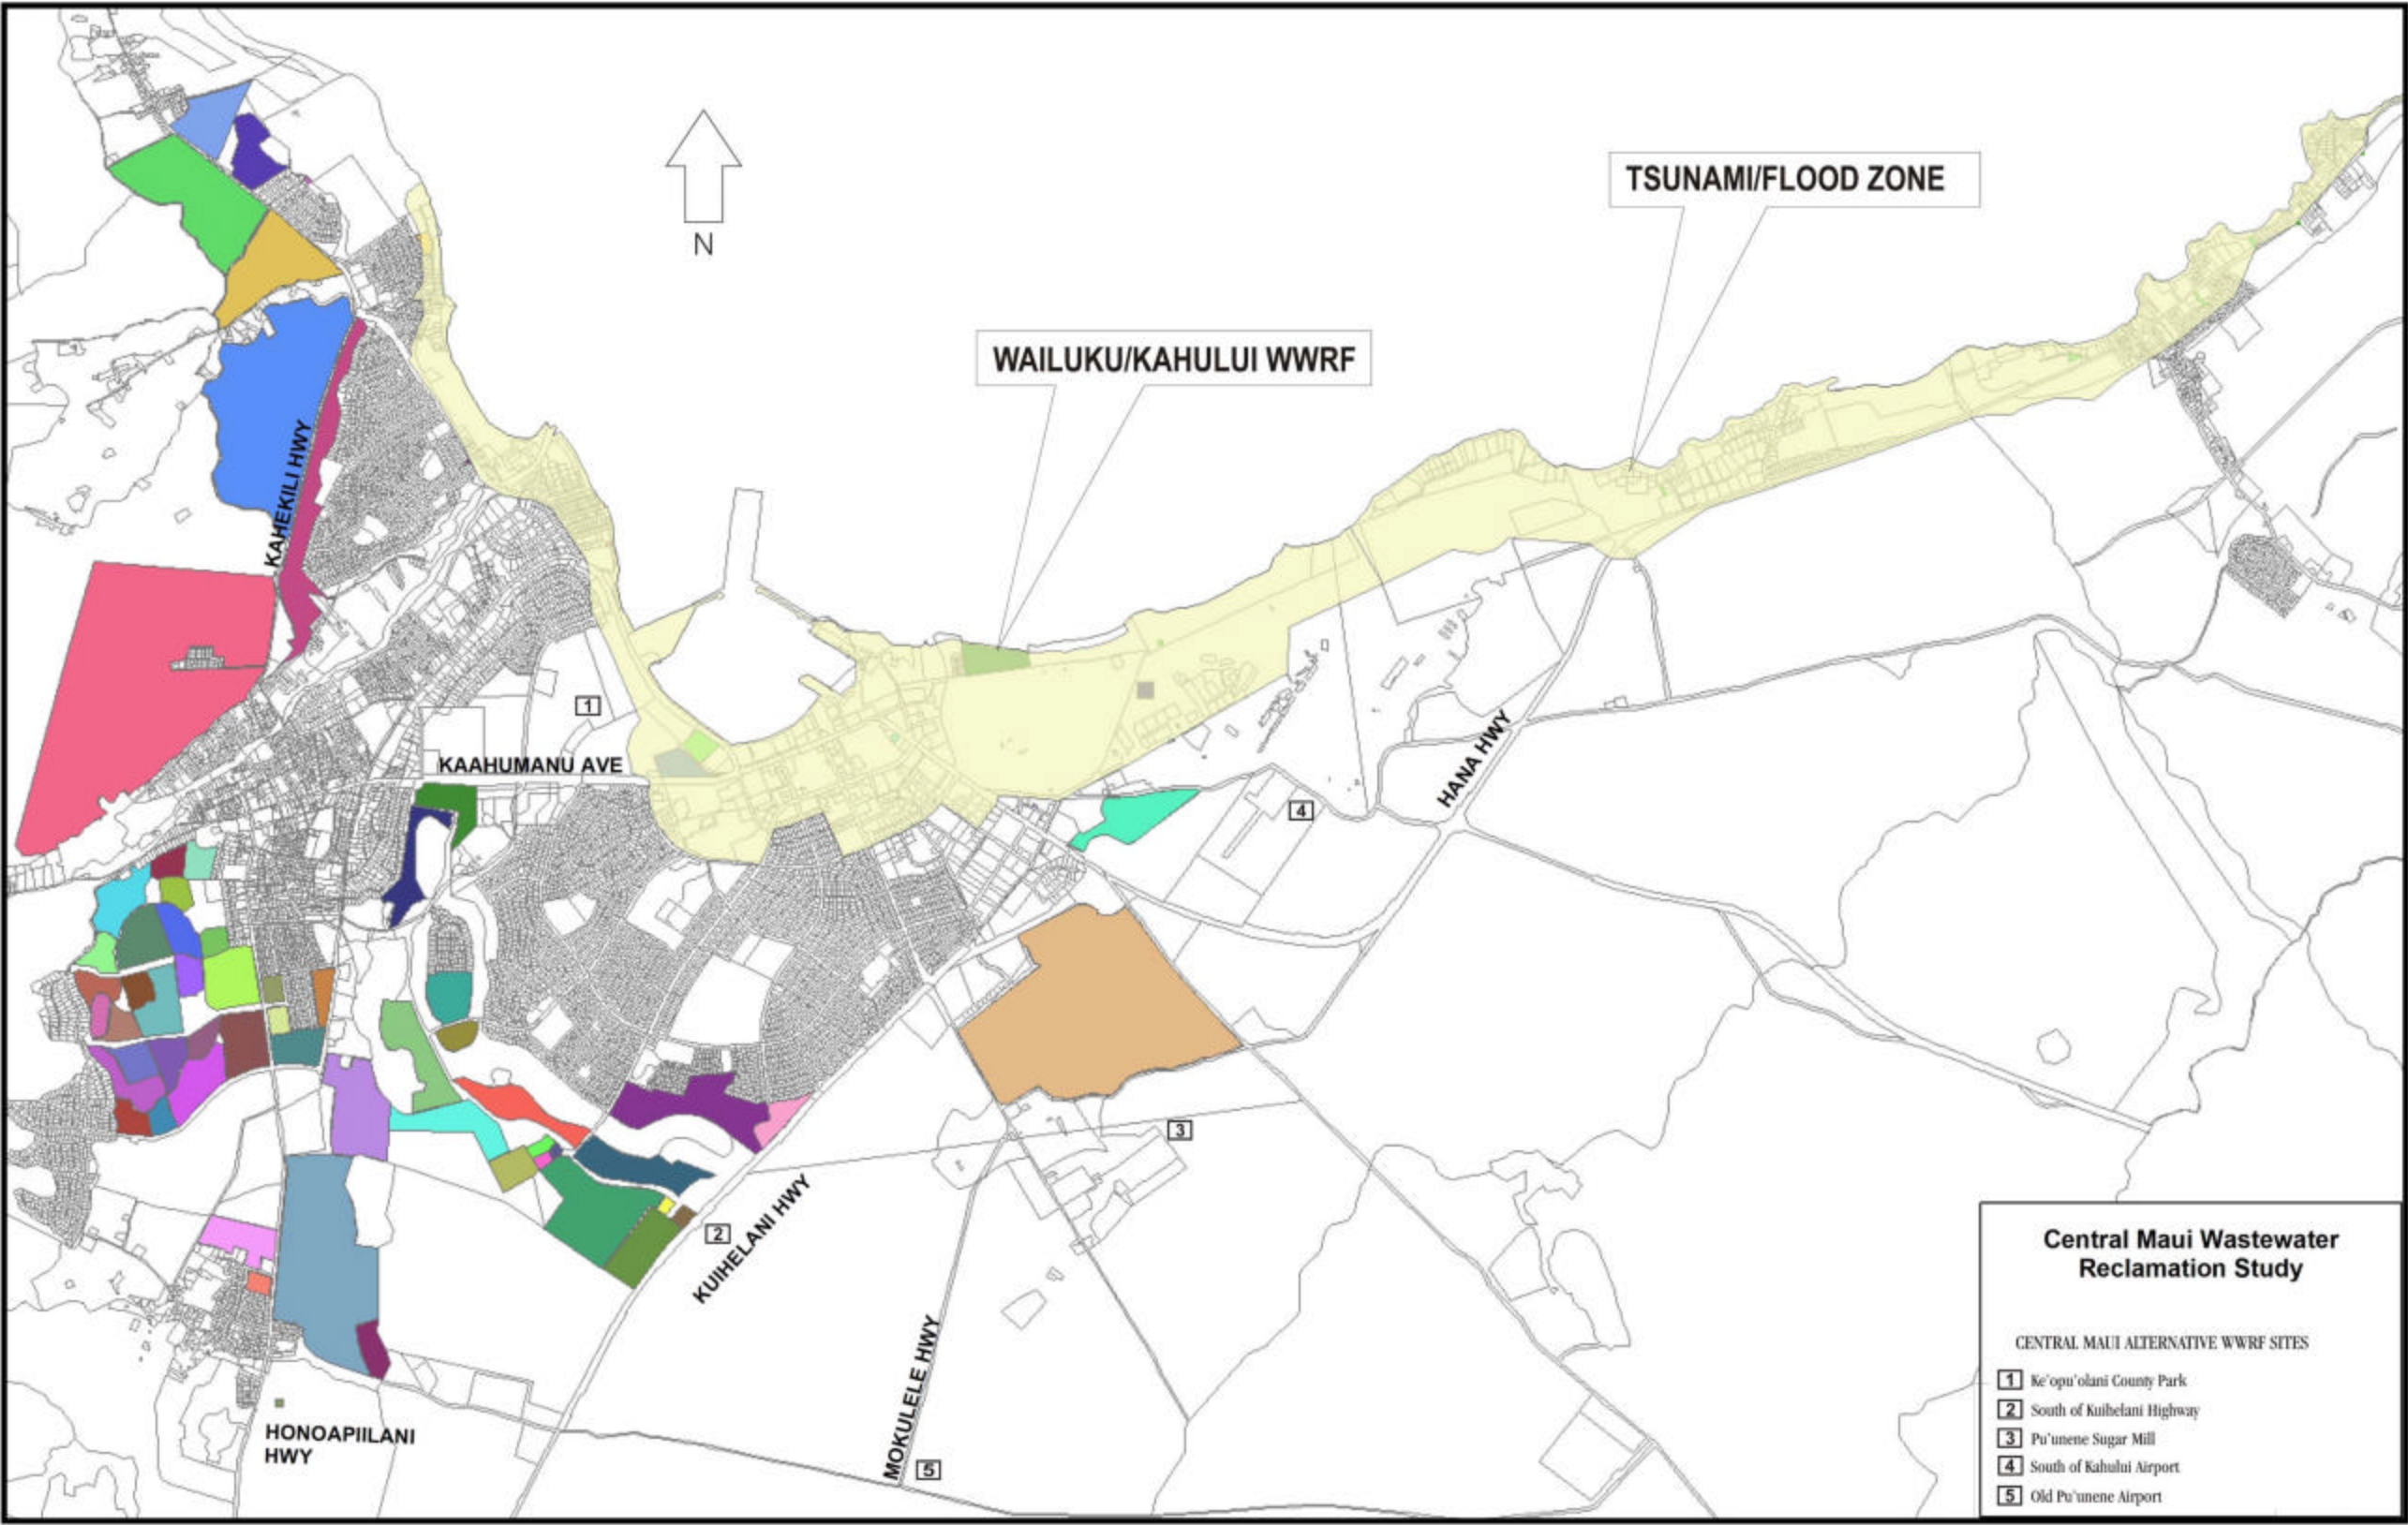 TSUNAMI/FLOOD ZONE
N
WAILUKU/KAHULUI WWRF
KAHEKILI HWY
1
KAAHUMANU AVE
HANA HWY
4
3
2
KUIHELANI HWY
MOKULELE HWY
HONOAPIILANI
HWY
5
Central Maui Wastewater
Reclamation Study
CENTRAL MAUI ALTERNATIVE WWRF SITES
1 Ke'opu'olani County Park
2 South of Kuihelani Highway
3 Pu'unene Sugar Mill
4 South of Kahului Airport
5 Old Pu'unene Airport